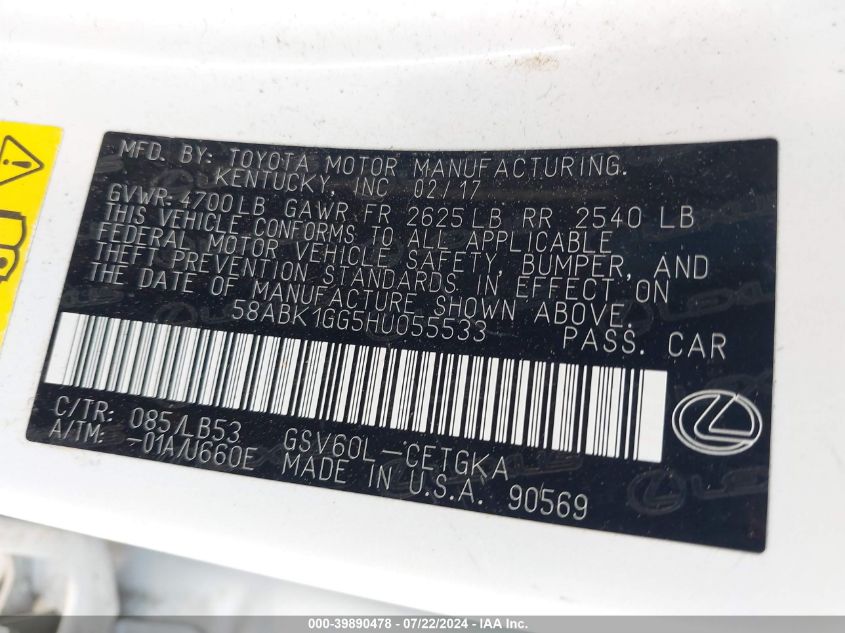 MFD. BY: TOYOTA MOTOR MANUFACTURING.
KENTUCKY, INC 02/17
GVWR 4700LB GAWR FR 2625LB RR 2540 LB
THIS VEHICLE CONFORMS TO ALL APPLICABLE
FEDERAL MOTOR VEHICLE SAFETY, BUMPER, AND
THEFT PREVENTION STANDARDS IN EFFECT ON
THE DATE OF MANUFACTURE SHOWN ABOVE.
58ABK1GG5HU055533 PASS. CAR
C/TR: 085/LB53 GSV60L-CETGKA
A/TM: -01A/U660E MADE IN U.S.A. 90569
000-39890478 - 07/22/2024 - IAA Inc.